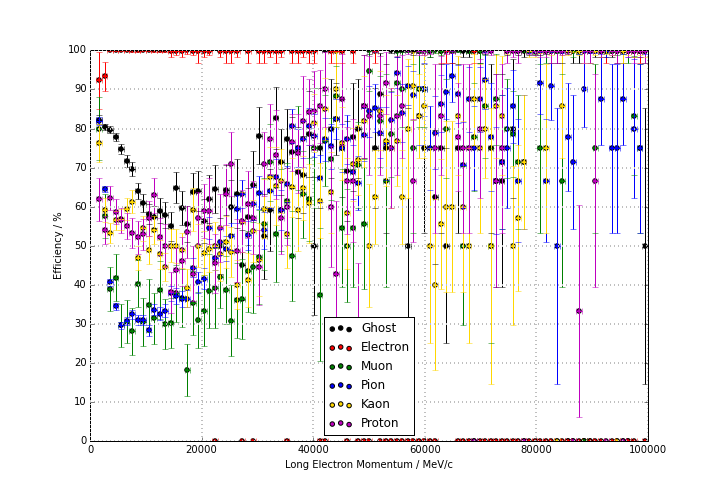 100
90
80
70
60
50
40
30
20
10
0
Efficiency / %
Ghost
Electron
Muon
Pion
Kaon
Proton
0 20000 40000 60000 80000 100000
Long Electron Momentum / MeV/c